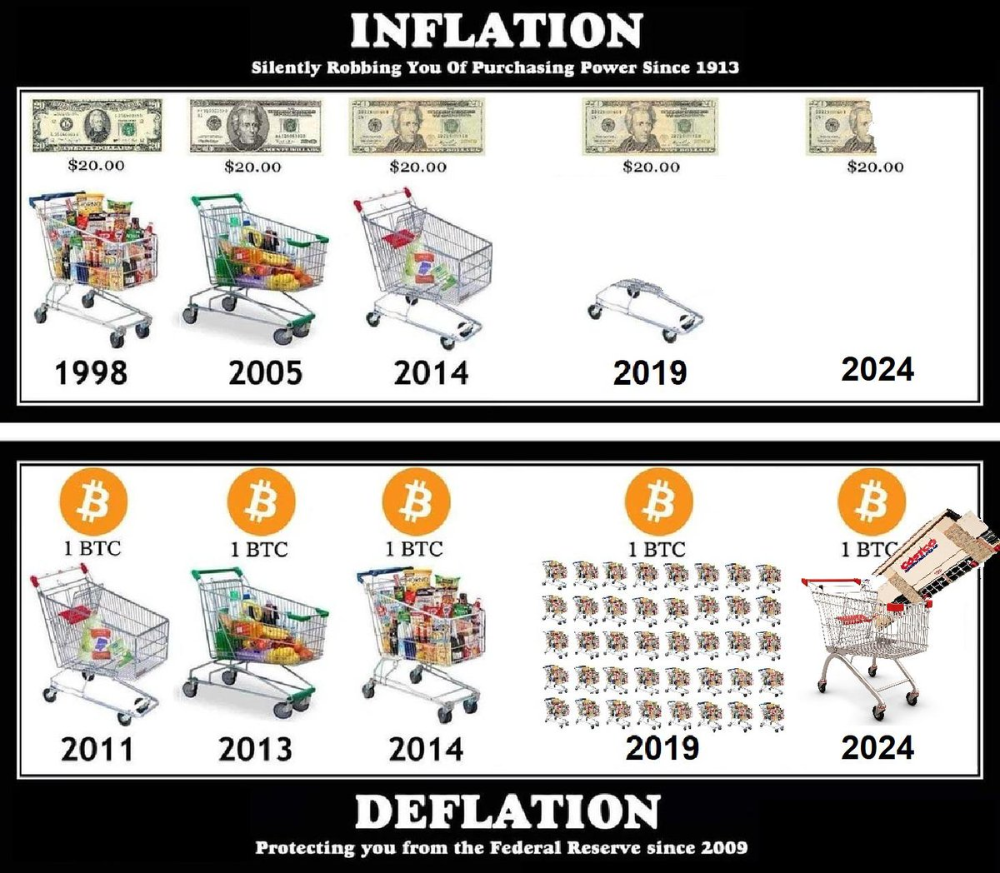 INFLATION
Silently Robbing You Of Purchasing Power Since 1913
$20.00
$20.00
$20.00
$20.00
$20.00
1998
2005
2014
2019
2024
1 BTC
1 BTC
1 BTC
1 BTC
1 BTC
Costco
2011
2013
2014
2019
2024
DEFLATION
Protecting you from the Federal Reserve since 2009